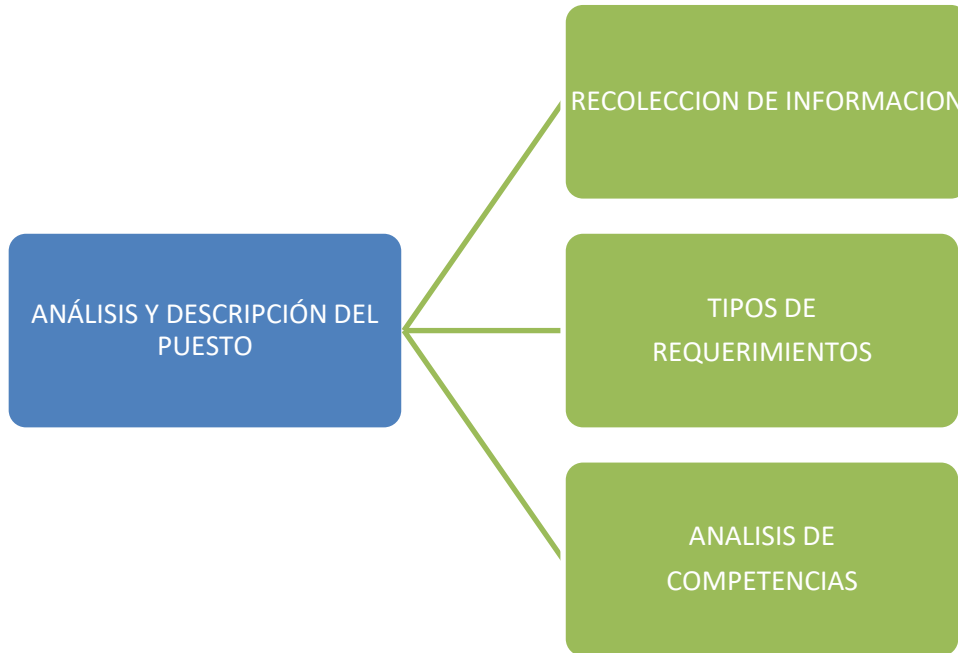 RECOLECCION DE INFORMACION
ANÁLISIS Y DESCRIPCIÓN DEL
PUESTO
TIPOS DE
REQUERIMIENTOS
ANALISIS DE
COMPETENCIAS